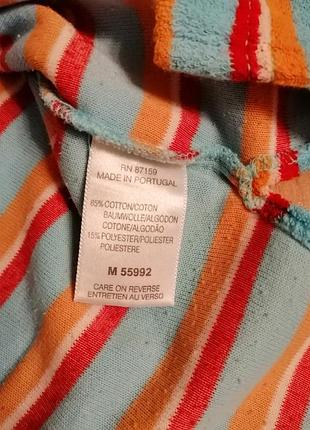 RN 87159
MADE IN PORTUGAL
85% COTTON/COTON
BAUMWOLLE/ALGODON
COTONE/ALGODÃO
15% POLYESTER/POLIESTER
POLIESTERE
M 55992
CARE ON REVERSE
ENTRETIEN AU VERSO